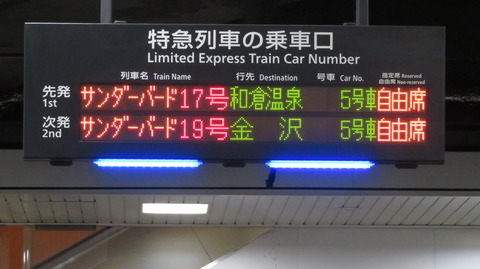 特急列車の乗車口
Limited Express Train Car Number
列車名 Train Name 行先 Destination 号車 Car No. 指定席 Reserved
自由席 Non-reserved
先発 サンダーバード17号 和倉温泉 5号車 自由席
1st
次発 サンダーバード19号 金沢 5号車 自由席
2nd